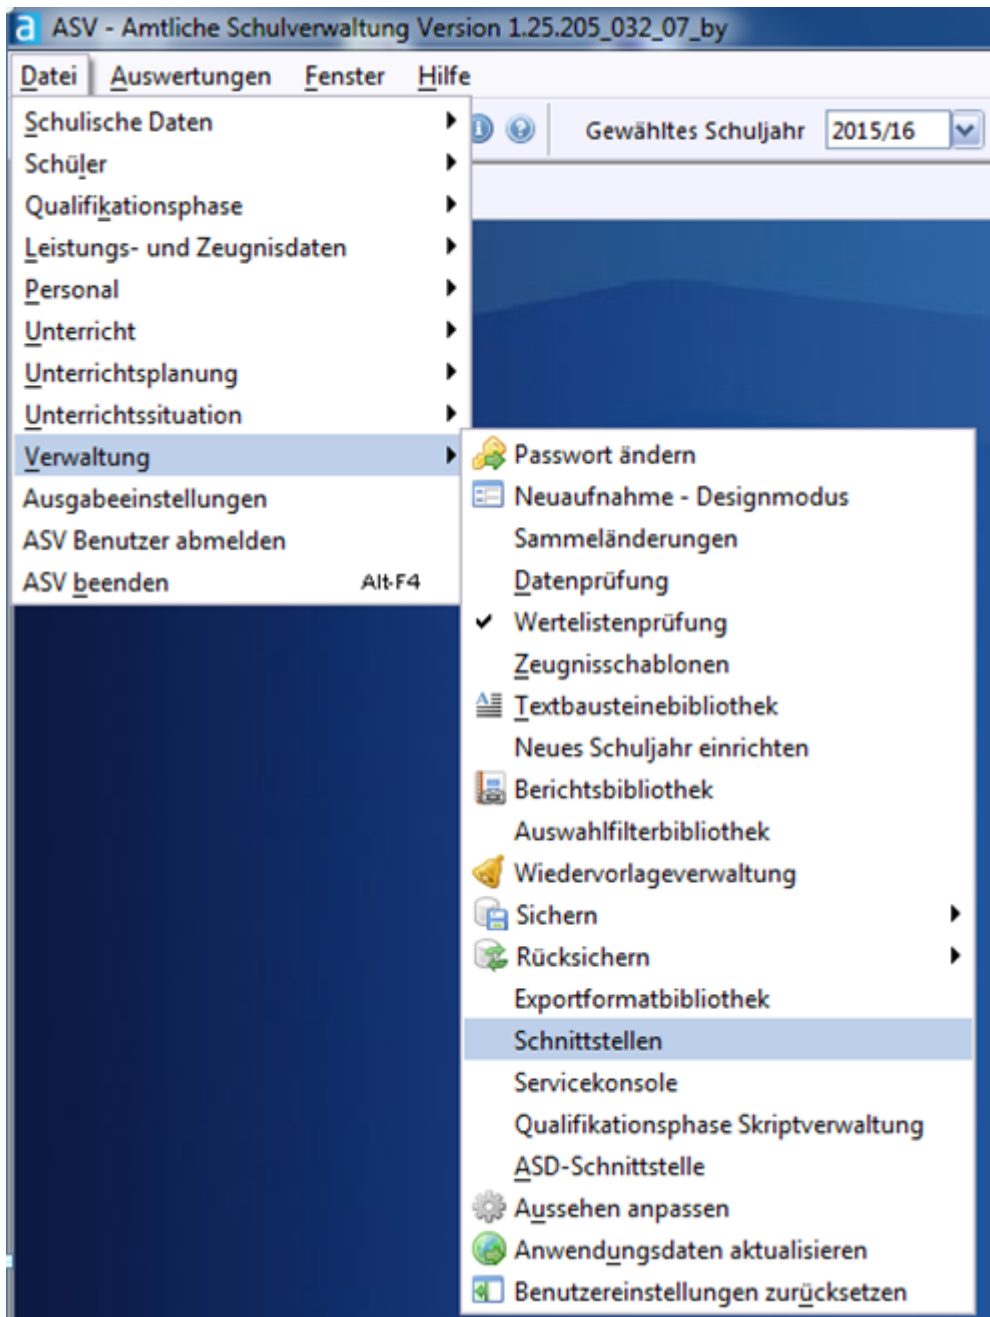 a ASV - Amtliche Schulverwaltung Version 1.25.205_032_07_by
Datei Auswertungen Fenster Hilfe
Gewähltes Schuljahr 2015/16
Schulische Daten
Schüler
Qualifikationsphase
Leistungs- und Zeugnisdaten
Personal
Unterricht
Unterrichtsplanung
Unterrichtssituation
Verwaltung
Ausgabeeinstellungen
ASV Benutzer abmelden
ASV beenden Alt-F4
Passwort ändern
Neuaufnahme - Designmodus
Sammeländerungen
Datenprüfung
Wertelistenprüfung
Zeugnisschablonen
Textbausteinebibliothek
Neues Schuljahr einrichten
Berichtsbibliothek
Auswahlfilterbibliothek
Wiedervorlageverwaltung
Sichern
Rücksichern
Exportformatbibliothek
Schnittstellen
Servicekonsole
Qualifikationsphase Skriptverwaltung
ASD-Schnittstelle
Aussehen anpassen
Anwendungsdaten aktualisieren
Benutzereinstellungen zurücksetzen